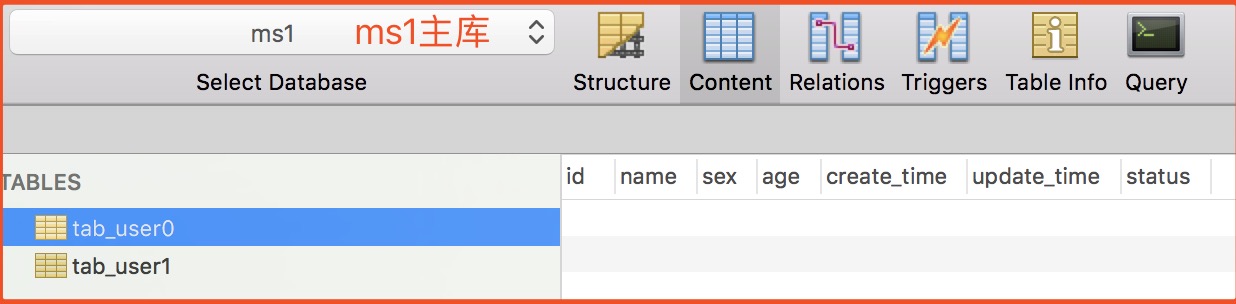 ms1 ms1主库
Select Database
Structure Content Relations Triggers Table Info Query
TABLES
tab_user0
tab_user1
id name sex age create_time update_time status